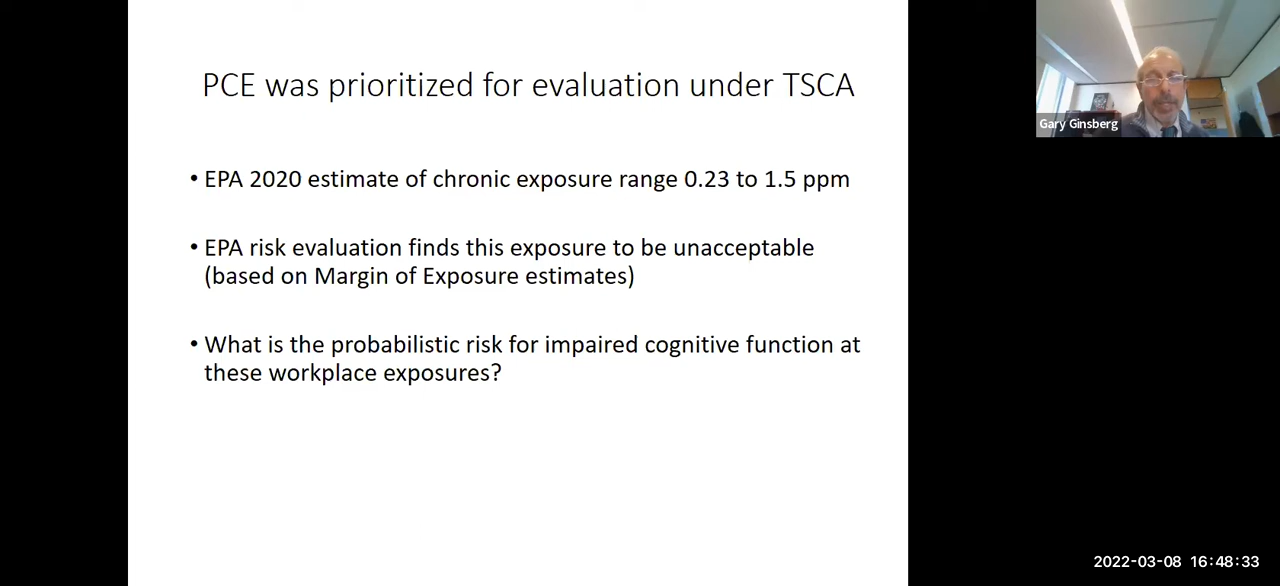 PCE was prioritized for evaluation under TSCA
• EPA 2020 estimate of chronic exposure range 0.23 to 1.5 ppm
• EPA risk evaluation finds this exposure to be unacceptable
(based on Margin of Exposure estimates)
• What is the probabilistic risk for impaired cognitive function at
these workplace exposures?
Gary Ginsberg
2022-03-08 16:48:33